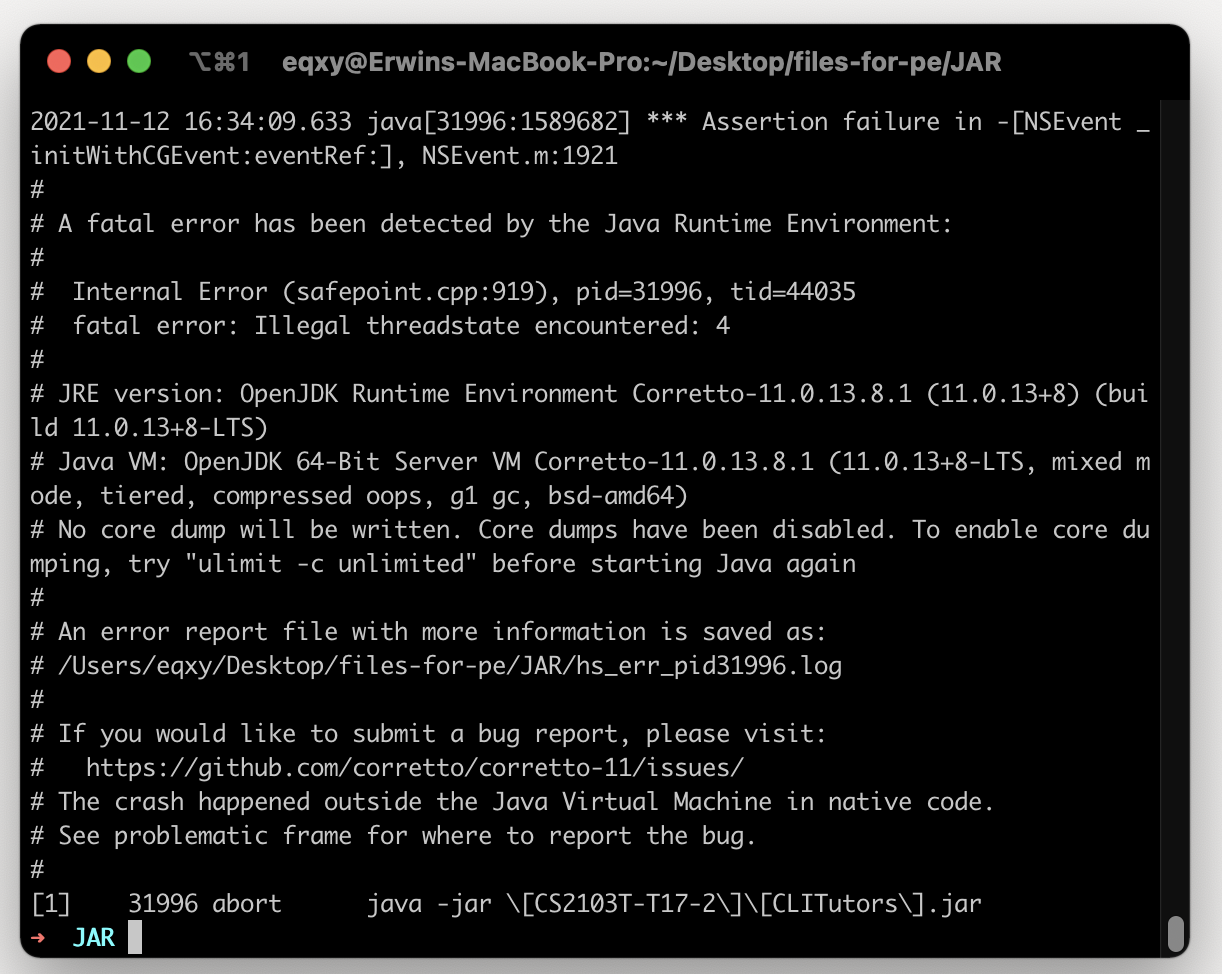 ⌥⌘1 eqxy@Erwins-MacBook-Pro:~/Desktop/files-for-pe/JAR
2021-11-12 16:34:09.633 java[31996:1589682] *** Assertion failure in -[NSEvent _
initWithCGEvent:eventRef:], NSEvent.m:1921
#
# A fatal error has been detected by the Java Runtime Environment:
#
#  Internal Error (safepoint.cpp:919), pid=31996, tid=44035
#  fatal error: Illegal threadstate encountered: 4
#
# JRE version: OpenJDK Runtime Environment Corretto-11.0.13.8.1 (11.0.13+8) (bui
ld 11.0.13+8-LTS)
# Java VM: OpenJDK 64-Bit Server VM Corretto-11.0.13.8.1 (11.0.13+8-LTS, mixed m
ode, tiered, compressed oops, g1 gc, bsd-amd64)
# No core dump will be written. Core dumps have been disabled. To enable core du
mping, try "ulimit -c unlimited" before starting Java again
#
# An error report file with more information is saved as:
# /Users/eqxy/Desktop/files-for-pe/JAR/hs_err_pid31996.log
#
# If you would like to submit a bug report, please visit:
#   https://github.com/corretto/corretto-11/issues/
# The crash happened outside the Java Virtual Machine in native code.
# See problematic frame for where to report the bug.
#
[1]    31996 abort      java -jar \[CS2103T-T17-2\]\[CLITutors\].jar
➜  JAR